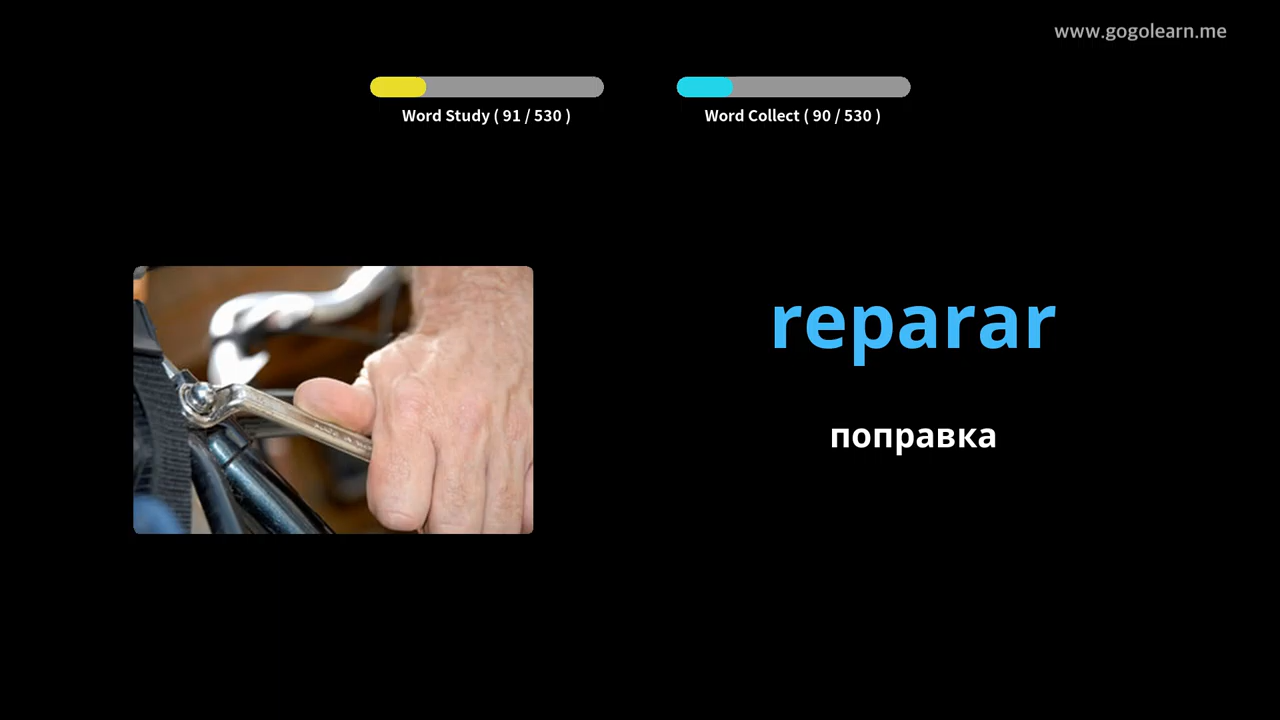 www.gogolearn.me
Word Study ( 91 / 530 )
Word Collect ( 90 / 530 )
reparar
поправка